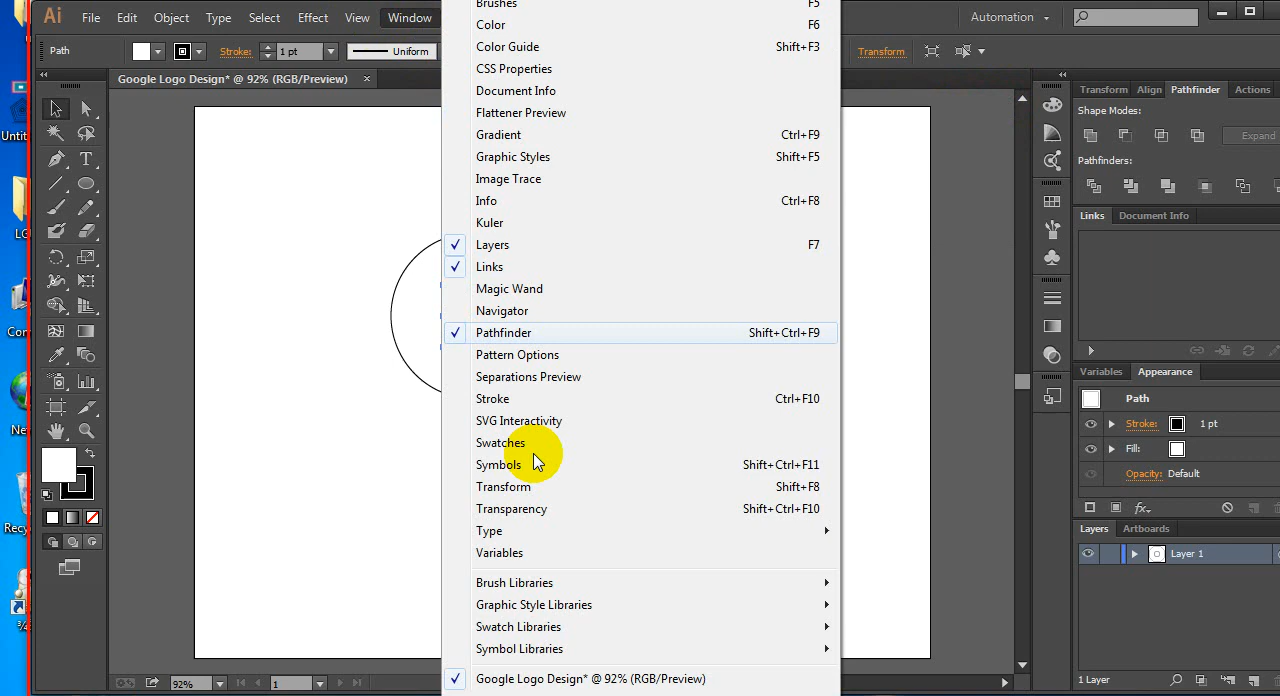 Ai File Edit Object Type Select Effect View Window Automation
Path Stroke: 1 pt Uniform Transform
Google Logo Design* @ 92% (RGB/Preview) ×
Brushes F5
Color F6
Color Guide Shift+F3
CSS Properties
Document Info
Flattener Preview
Gradient Ctrl+F9
Graphic Styles Shift+F5
Image Trace
Info Ctrl+F8
Kuler
Layers F7
Links
Magic Wand
Navigator
Pathfinder Shift+Ctrl+F9
Pattern Options
Separations Preview
Stroke Ctrl+F10
SVG Interactivity
Swatches
Symbols Shift+Ctrl+F11
Transform Shift+F8
Transparency Shift+Ctrl+F10
Type
Variables
Brush Libraries
Graphic Style Libraries
Swatch Libraries
Symbol Libraries
Google Logo Design* @ 92% (RGB/Preview)
Transform Align Pathfinder Actions
Shape Modes:
Expand
Pathfinders:
Links Document Info
Variables Appearance
Path
Stroke: 1 pt
Fill:
Opacity: Default
fx
Layers Artboards
Layer 1
1 Layer
92% 1
Untit
LG
Con
Ne
Recy